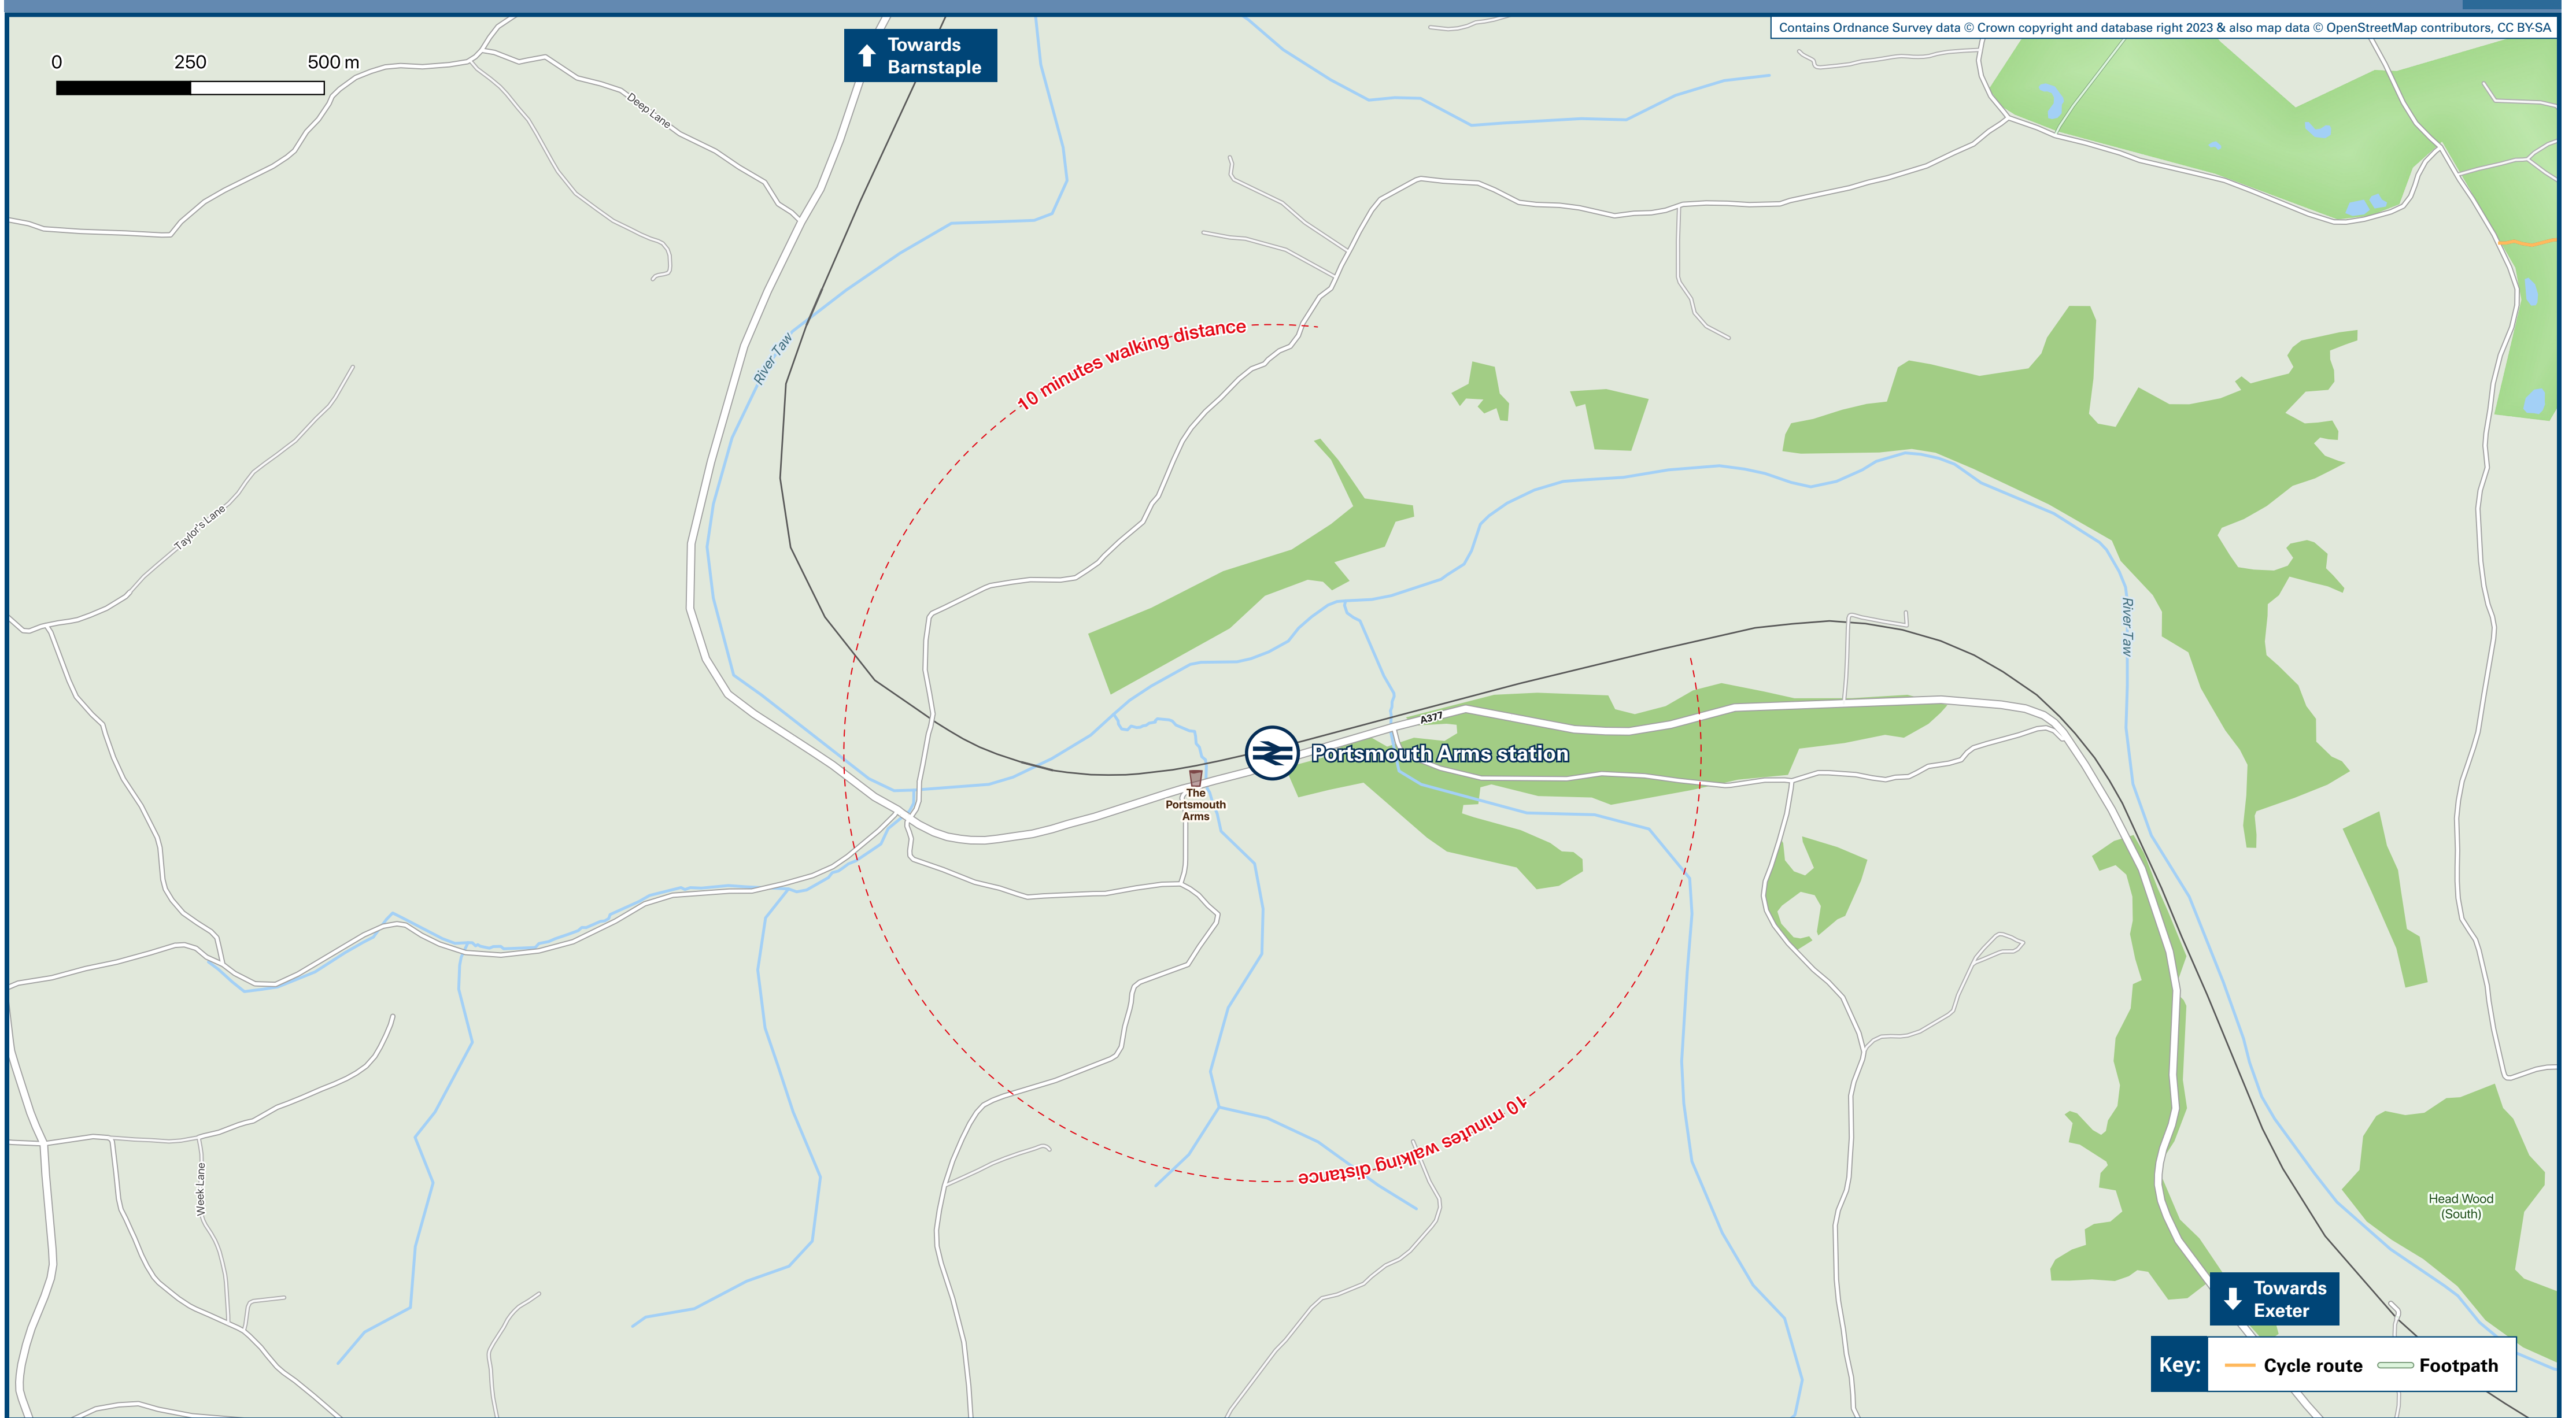 Contains Ordnance Survey data © Crown copyright and database right 2023 & also map data © OpenStreetMap contributors, CC BY-SA
0 250 500 m
Towards
Barnstaple
Deep Lane
River Taw
10 minutes walking distance
Taylor's Lane
River Taw
A377
Portsmouth Arms station
The
Portsmouth
Arms
10 minutes walking distance
Week Lane
Head Wood
(South)
Towards
Exeter
Key: Cycle route Footpath